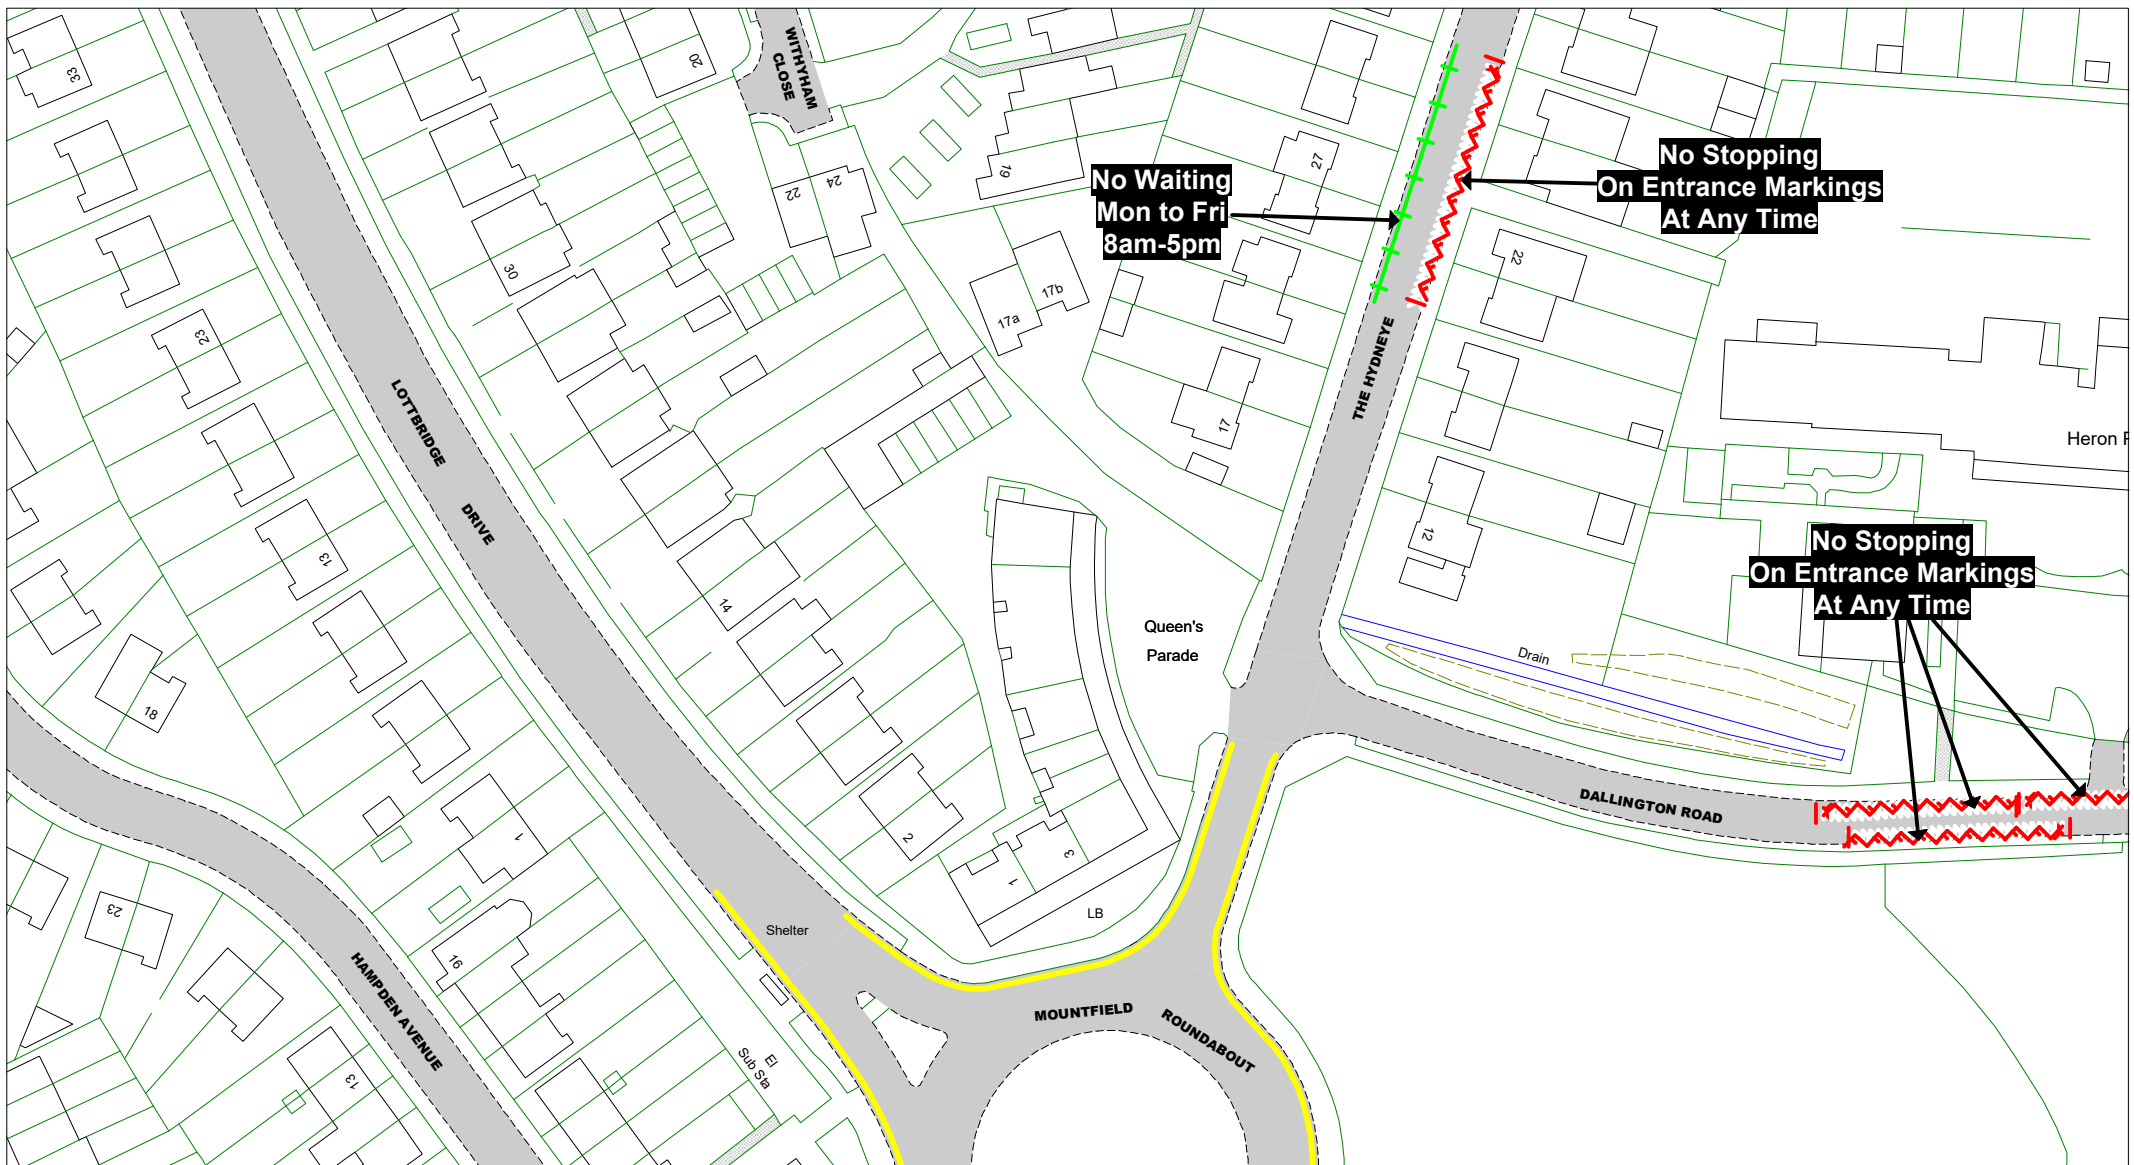 33
20
WITHYHAM
CLOSE
No Stopping
On Entrance Markings
At Any Time
No Waiting
Mon to Fri
8am-5pm
27
19
22
24
30
17b
17a
22
23
THE HYDNEYE
LOTTBRIDGE
DRIVE
17
Heron
12
13
No Stopping
On Entrance Markings
At Any Time
14
Queen's
Parade
Drain
18
DALLINGTON ROAD
2
1
3
1
LB
23
Shelter
16
HAMPDEN AVENUE
MOUNTFIELD
ROUNDABOUT
El
Sub Sta
13